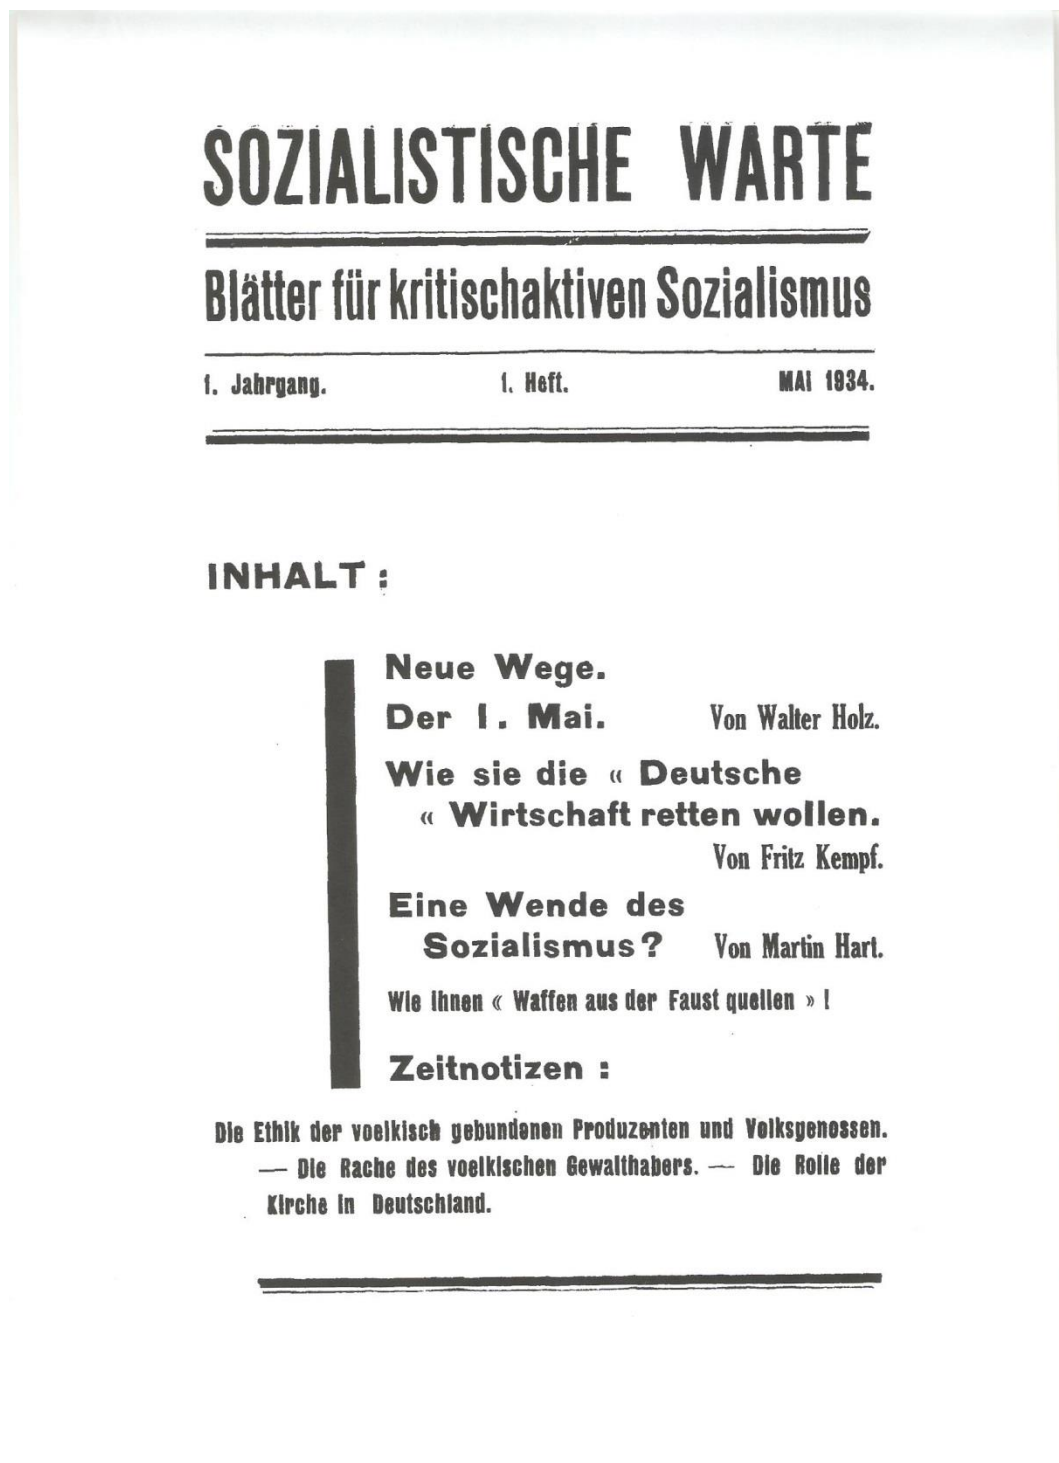 SOZIALISTISCHE WARTE
Blätter für kritischaktiven Sozialismus
1. Jahrgang. 1. Heft. MAI 1934.
INHALT :
Neue Wege.
Der 1. Mai. Von Walter Holz.
Wie sie die « Deutsche
« Wirtschaft retten wollen.
Von Fritz Kempf.
Eine Wende des
Sozialismus? Von Martin Hart.
Wie ihnen « Waffen aus der Faust quellen » !
Zeitnotizen :
Die Ethik der voelkisch gebundenen Produzenten und Volksgenossen.
— Die Rache des voelkischen Gewalthabers. — Die Rolle der
Kirche in Deutschland.